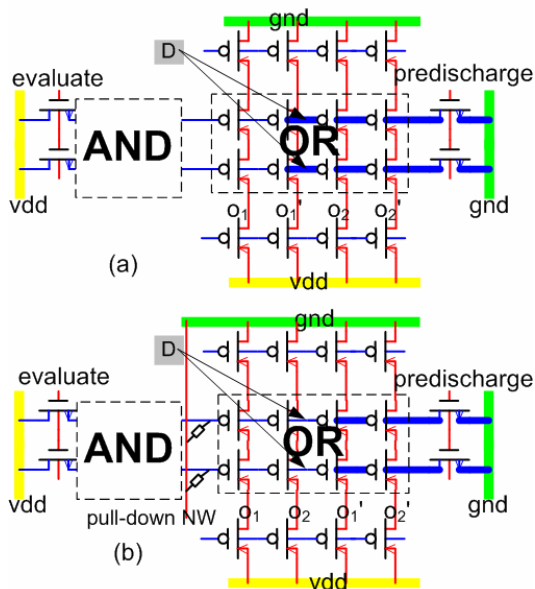 gnd
D
evaluate
predischarge
AND
OR
vdd
o₁ o₁' o₂ o₂'
gnd
(a)
vdd
gnd
D
evaluate
predischarge
AND
OR
vdd
pull-down NW
o₁ o₂ o₁' o₂'
gnd
(b)
vdd